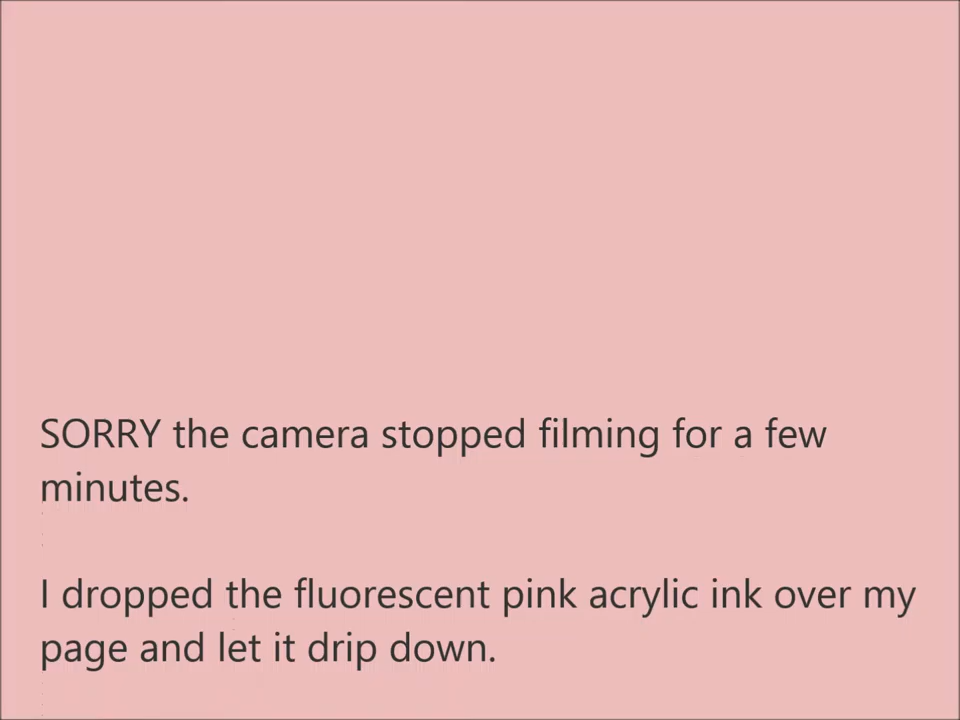 SORRY the camera stopped filming for a few
minutes.
I dropped the fluorescent pink acrylic ink over my
page and let it drip down.